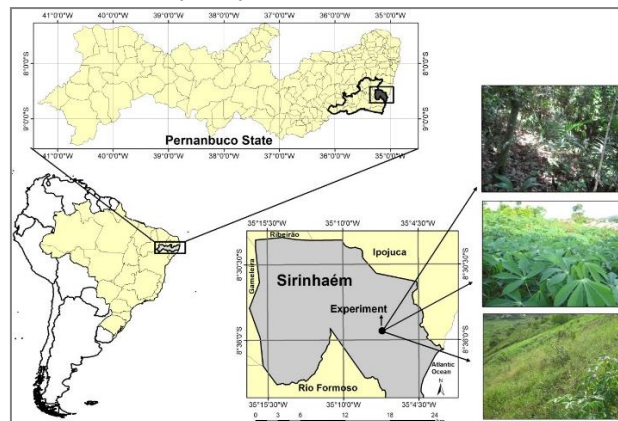 41°0'0"W 40°0'0"W 39°0'0"W 38°0'0"W 37°0'0"W 36°0'0"W 35°0'0"W
8°0'0"S
8°0'0"S
9°0'0"S
9°0'0"S
Pernanbuco State
41°0'0"W 40°0'0"W 39°0'0"W 38°0'0"W 37°0'0"W 36°0'0"W 35°0'0"W
35°15'30"W 35°10'0"W 35°4'30"W
Ribeirão
Ipojuca
Gameleira
8°30'30"S
8°30'30"S
Sirinhaém
Experiment
8°36'0"S
8°36'0"S
Atlantic
Ocean
Rio Formoso
N
35°15'30"W 35°10'0"W 35°4'30"W
0 3 6 12 18 24